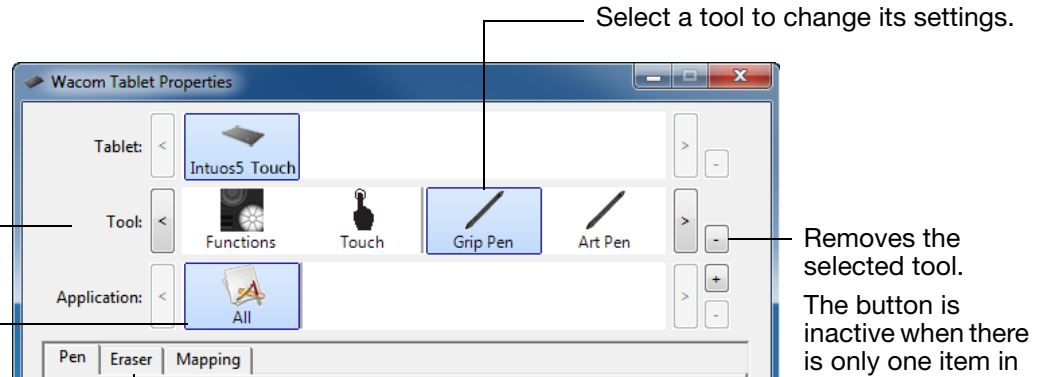 Select a tool to change its settings.
Wacom Tablet Properties
Tablet: < Intuos5 Touch > -
Tool: < Functions Touch Grip Pen Art Pen > -
Application: < All > + -
Pen Eraser Mapping
Removes the
selected tool.
The button is
inactive when there
is only one item in